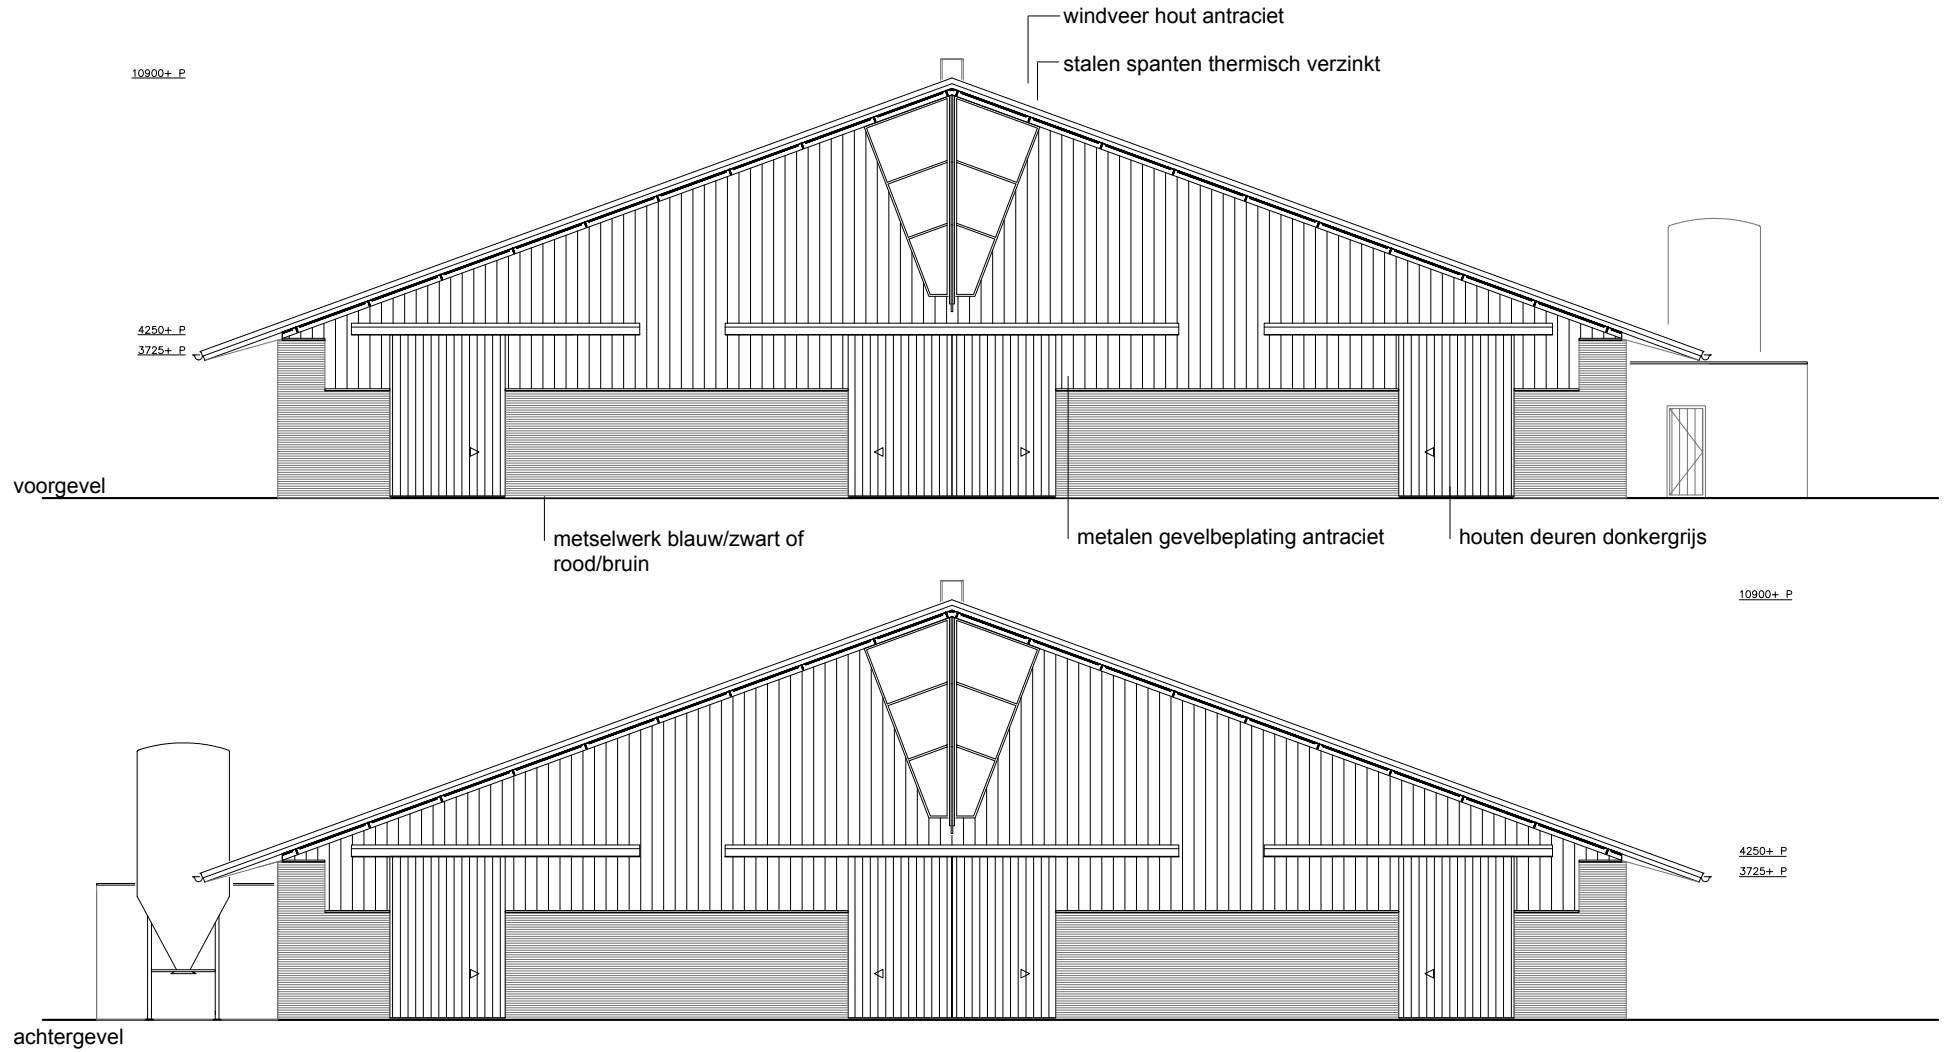 windveer hout antraciet
stalen spanten thermisch verzinkt
10900+ P
4250+ P
3725+ P
voorgevel
metselwerk blauw/zwart of
rood/bruin
metalen gevelbeplating antraciet
houten deuren donkergrijs
10900+ P
4250+ P
3725+ P
achtergevel